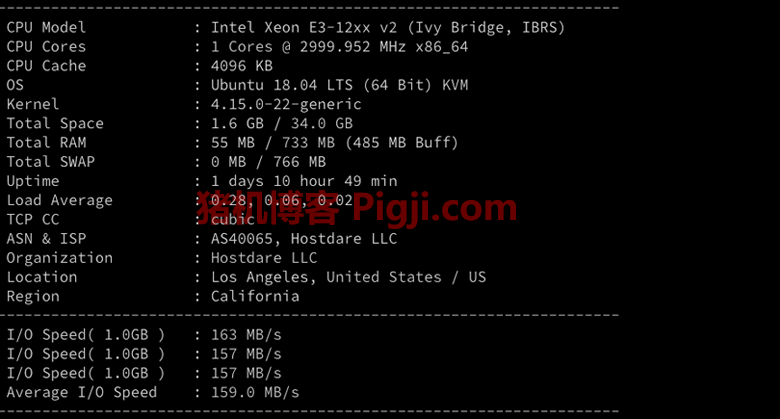 CPU Model : Intel Xeon E3-12xx v2 (Ivy Bridge, IBRS)
CPU Cores : 1 Cores @ 2999.952 MHz x86_64
CPU Cache : 4096 KB
OS : Ubuntu 18.04 LTS (64 Bit) KVM
Kernel : 4.15.0-22-generic
Total Space : 1.6 GB / 34.0 GB
Total RAM : 55 MB / 733 MB (485 MB Buff)
Total SWAP : 0 MB / 766 MB
Uptime : 1 days 10 hour 49 min
Load Average : 0.28, 0.06, 0.02
猪机博客 Pigji.com
TCP CC : cubic
ASN & ISP : AS40065, Hostdare LLC
Organization : Hostdare LLC
Location : Los Angeles, United States / US
Region : California
I/O Speed( 1.0GB ) : 163 MB/s
I/O Speed( 1.0GB ) : 157 MB/s
I/O Speed( 1.0GB ) : 157 MB/s
Average I/O Speed : 159.0 MB/s